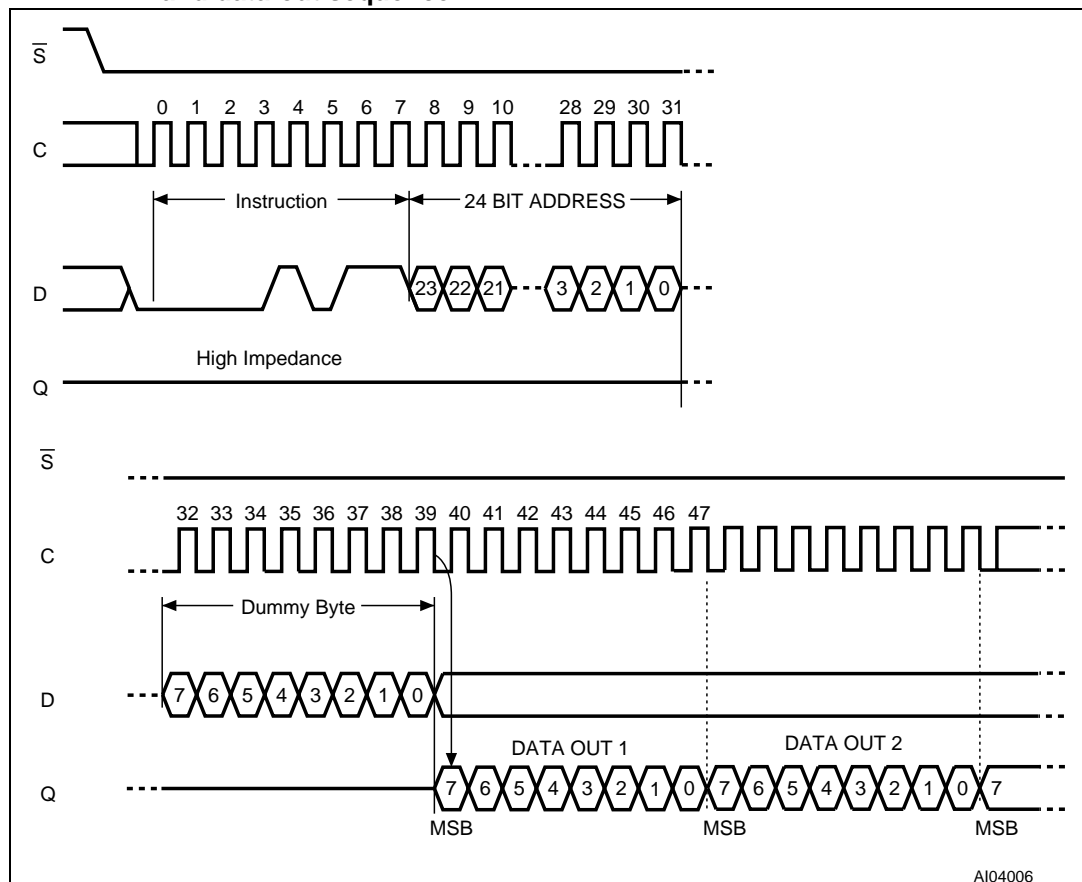 and data-out sequence
S
0 1 2 3 4 5 6 7 8 9 10 28 29 30 31
C
Instruction 24 BIT ADDRESS
D 23 22 21 3 2 1 0
High Impedance
Q
S
32 33 34 35 36 37 38 39 40 41 42 43 44 45 46 47
C
Dummy Byte
D 7 6 5 4 3 2 1 0
DATA OUT 1 DATA OUT 2
Q 7 6 5 4 3 2 1 0 7 6 5 4 3 2 1 0 7
MSB MSB MSB
AI04006